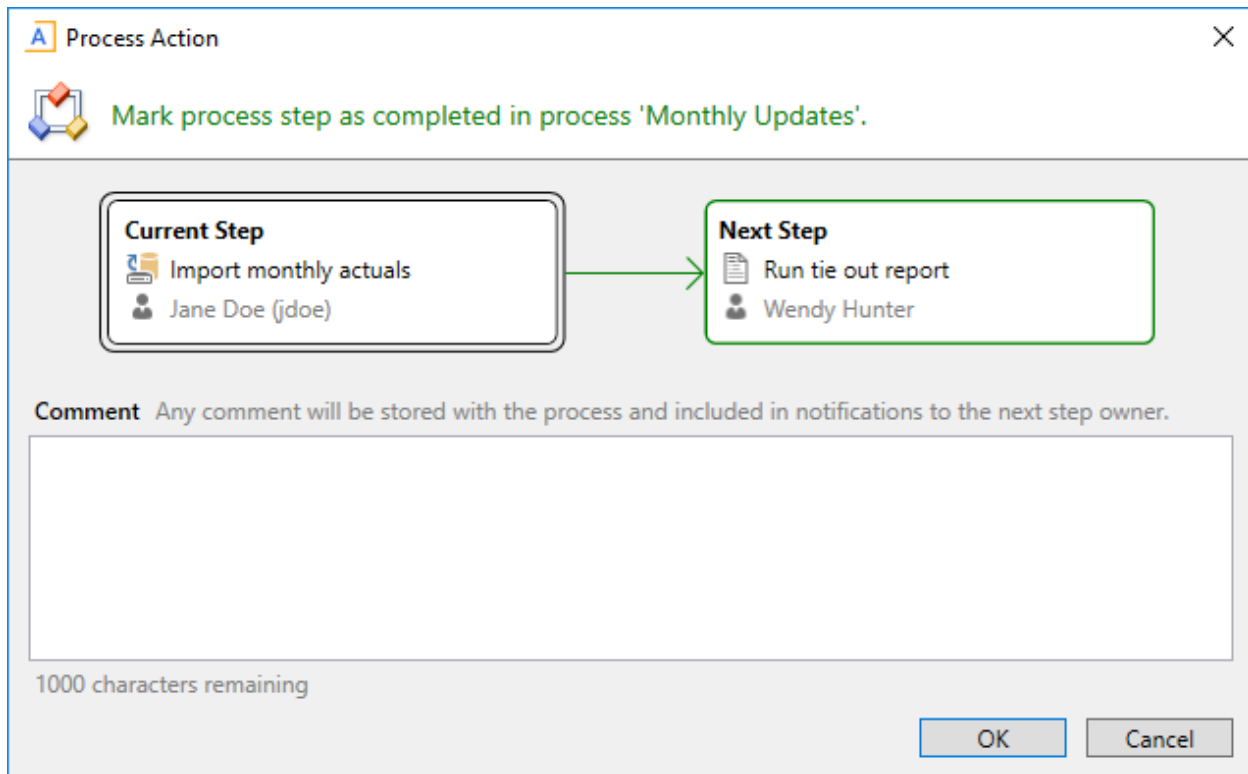 A Process Action
Mark process step as completed in process 'Monthly Updates'.
Current Step
Import monthly actuals
Jane Doe (jdoe)
Next Step
Run tie out report
Wendy Hunter
Comment Any comment will be stored with the process and included in notifications to the next step owner.
1000 characters remaining
OK Cancel